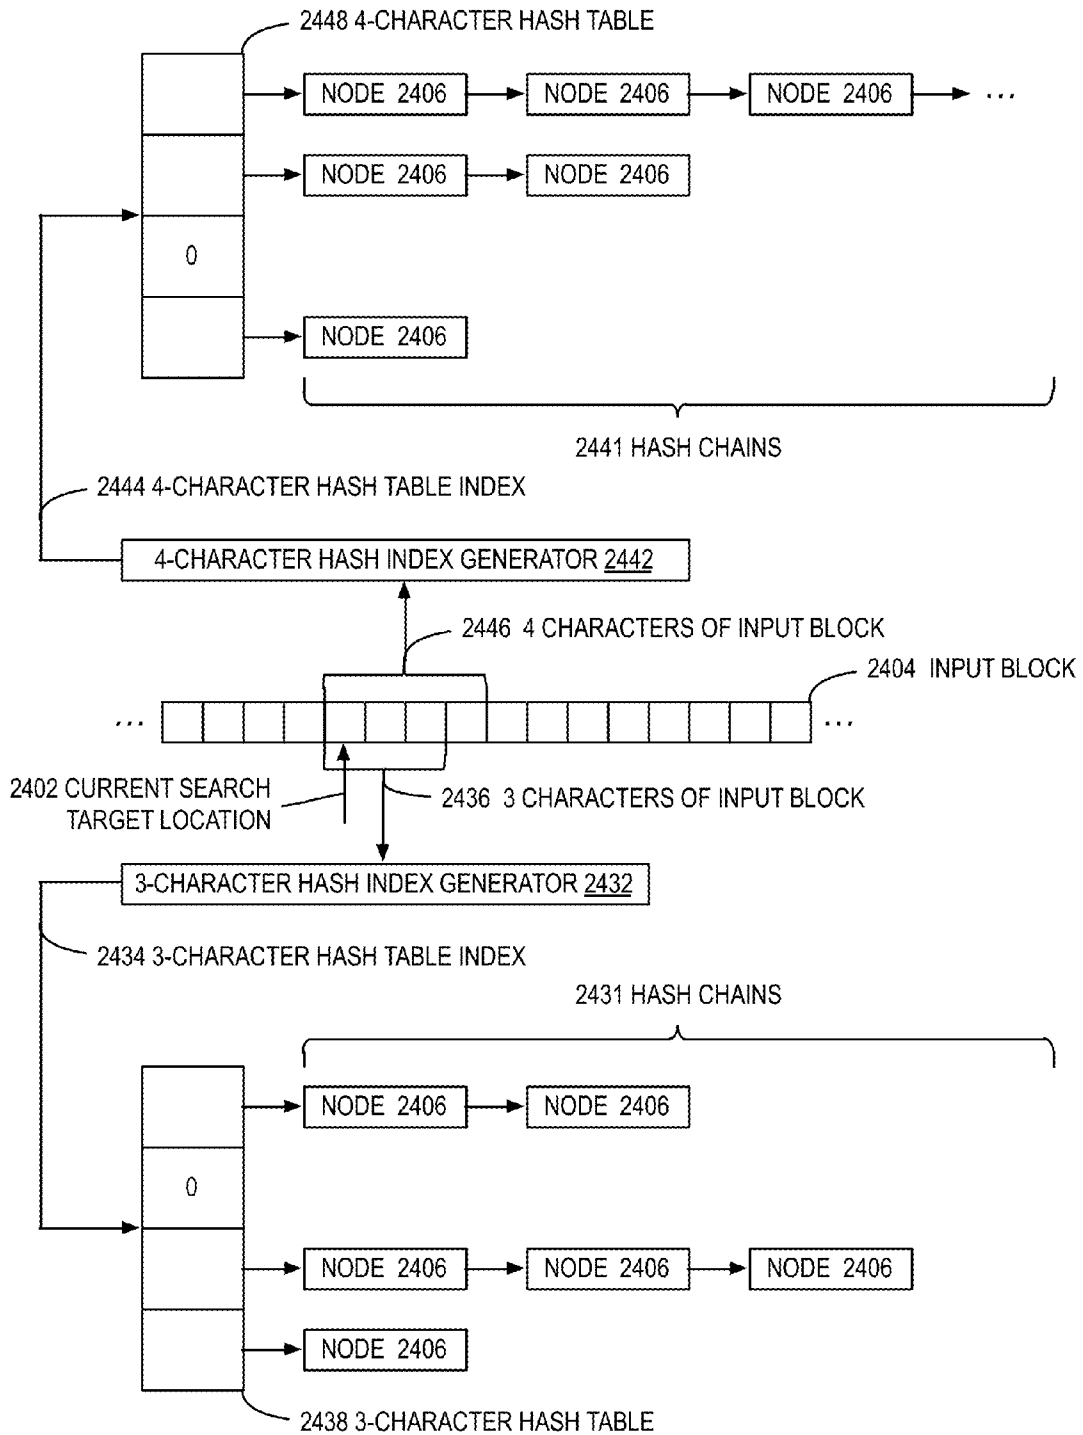 2448 4-CHARACTER HASH TABLE
NODE 2406 NODE 2406 NODE 2406 ...
NODE 2406 NODE 2406
0
NODE 2406
2441 HASH CHAINS
2444 4-CHARACTER HASH TABLE INDEX
4-CHARACTER HASH INDEX GENERATOR 2442
2446 4 CHARACTERS OF INPUT BLOCK
2404 INPUT BLOCK
... ...
2402 CURRENT SEARCH
TARGET LOCATION
2436 3 CHARACTERS OF INPUT BLOCK
3-CHARACTER HASH INDEX GENERATOR 2432
2434 3-CHARACTER HASH TABLE INDEX
2431 HASH CHAINS
NODE 2406 NODE 2406
0
NODE 2406 NODE 2406 NODE 2406
NODE 2406
2438 3-CHARACTER HASH TABLE